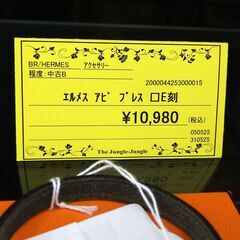 BR/HERMES アクセサリー
程度:中古B
2000044253000015
エルメス アピ ブレス □E刻
¥10,980(税込)
050525
310525
The Jungle-Jungle